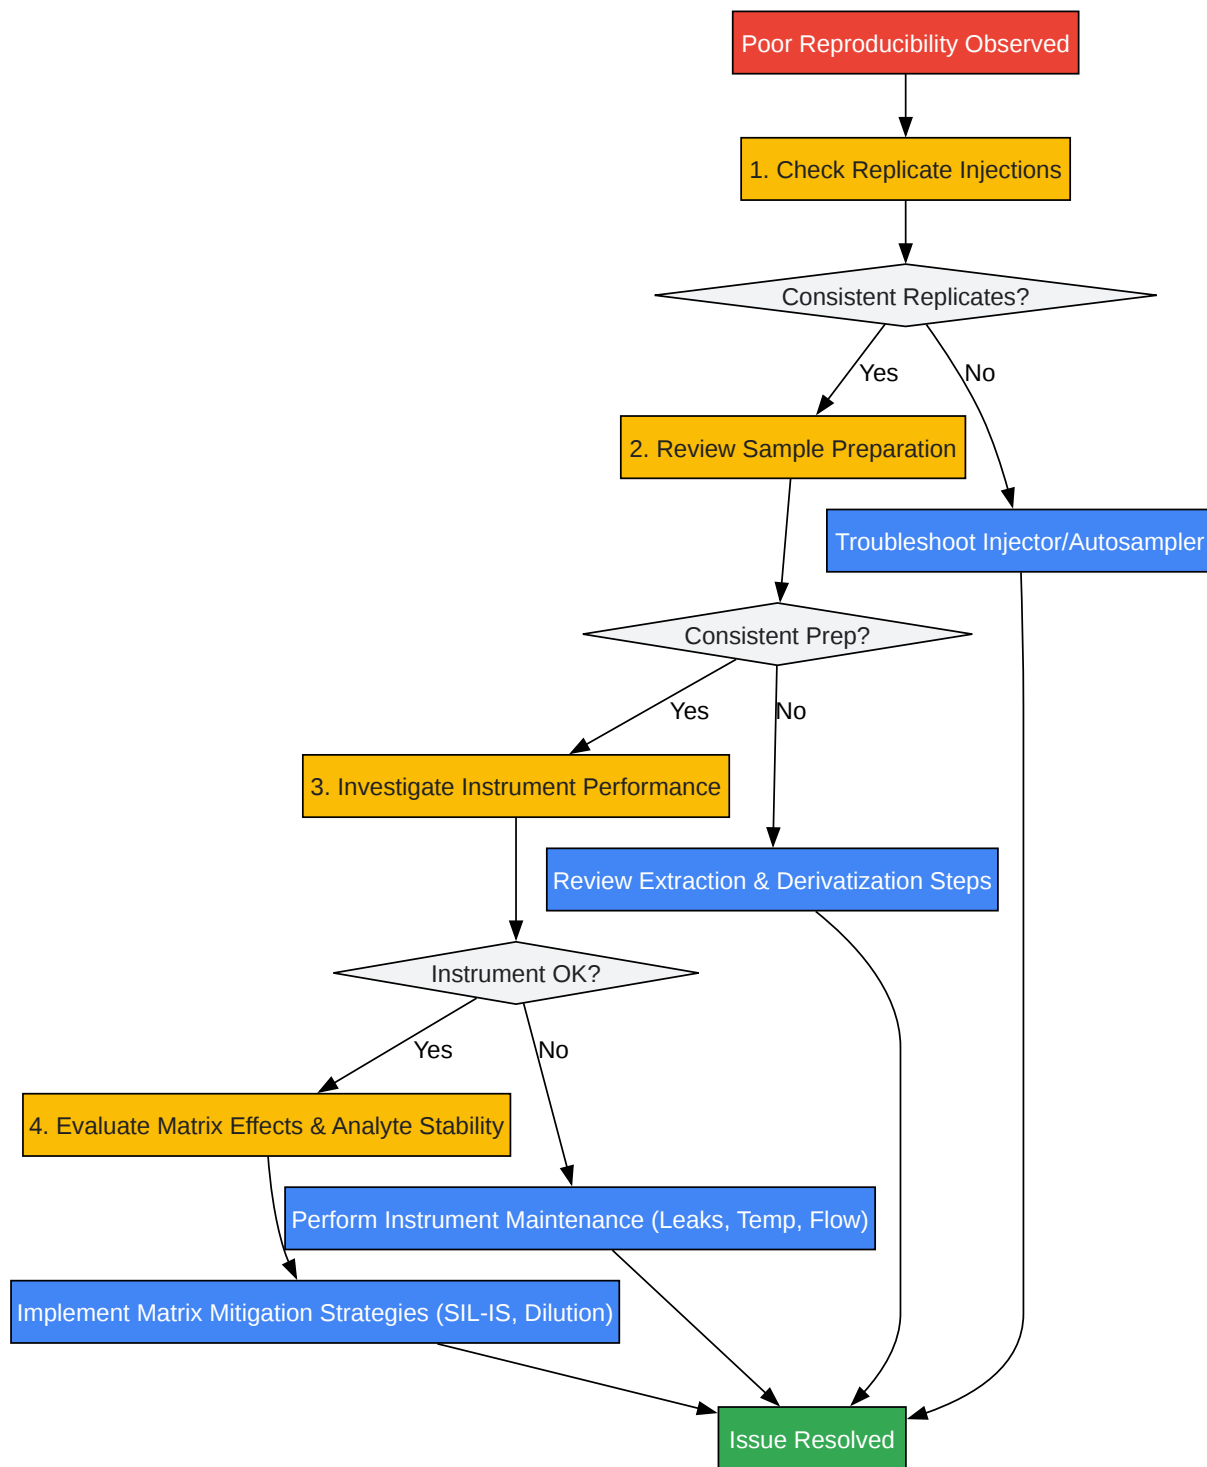 Poor Reproducibility Observed
1. Check Replicate Injections
Consistent Replicates?
Yes
No
2. Review Sample Preparation
Troubleshoot Injector/Autosampler
Consistent Prep?
Yes
No
3. Investigate Instrument Performance
Review Extraction & Derivatization Steps
Instrument OK?
Yes
No
4. Evaluate Matrix Effects & Analyte Stability
Perform Instrument Maintenance (Leaks, Temp, Flow)
Implement Matrix Mitigation Strategies (SIL-IS, Dilution)
Issue Resolved